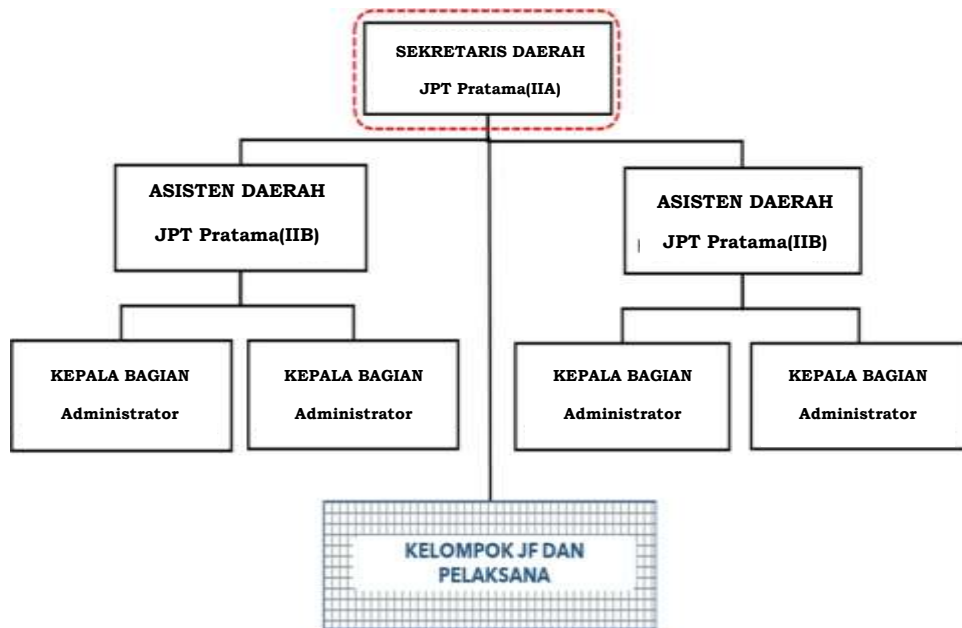 SEKRETARIS DAERAH
JPT Pratama(IIA)
ASISTEN DAERAH
JPT Pratama(IIB)
ASISTEN DAERAH
JPT Pratama(IIB)
KEPALA BAGIAN
Administrator
KEPALA BAGIAN
Administrator
KEPALA BAGIAN
Administrator
KEPALA BAGIAN
Administrator
KELOMPOK JF DAN
PELAKSANA